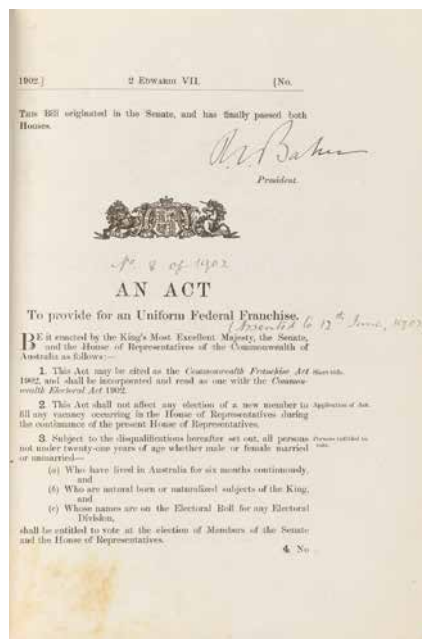 1902.] 2 EDWARDI VII. [No.
THIS Bill originated in the Senate, and has finally passed both
Houses.
R. C. Baker
President.
No. 8 of 1902
AN ACT
To provide for an Uniform Federal Franchise.
(Assented to 12th June, 1902)
BE it enacted by the King's Most Excellent Majesty, the Senate,
and the House of Representatives of the Commonwealth of
Australia as follows:—
1. This Act may be cited as the Commonwealth Franchise Act Short title.
1902, and shall be incorporated and read as one with the Common-
wealth Electoral Act 1902.
2. This Act shall not affect any election of a new member to Application of Act.
fill any vacancy occurring in the House of Representatives during
the continuance of the present House of Representatives.
3. Subject to the disqualifications hereafter set out, all persons Persons entitled to
not under twenty-one years of age whether male or female married vote.
or unmarried—
(a) Who have lived in Australia for six months continuously,
and
(b) Who are natural born or naturalized subjects of the King,
and
(c) Whose names are on the Electoral Roll for any Electoral
Division,
shall be entitled to vote at the election of Members of the Senate
and the House of Representatives.
4. No